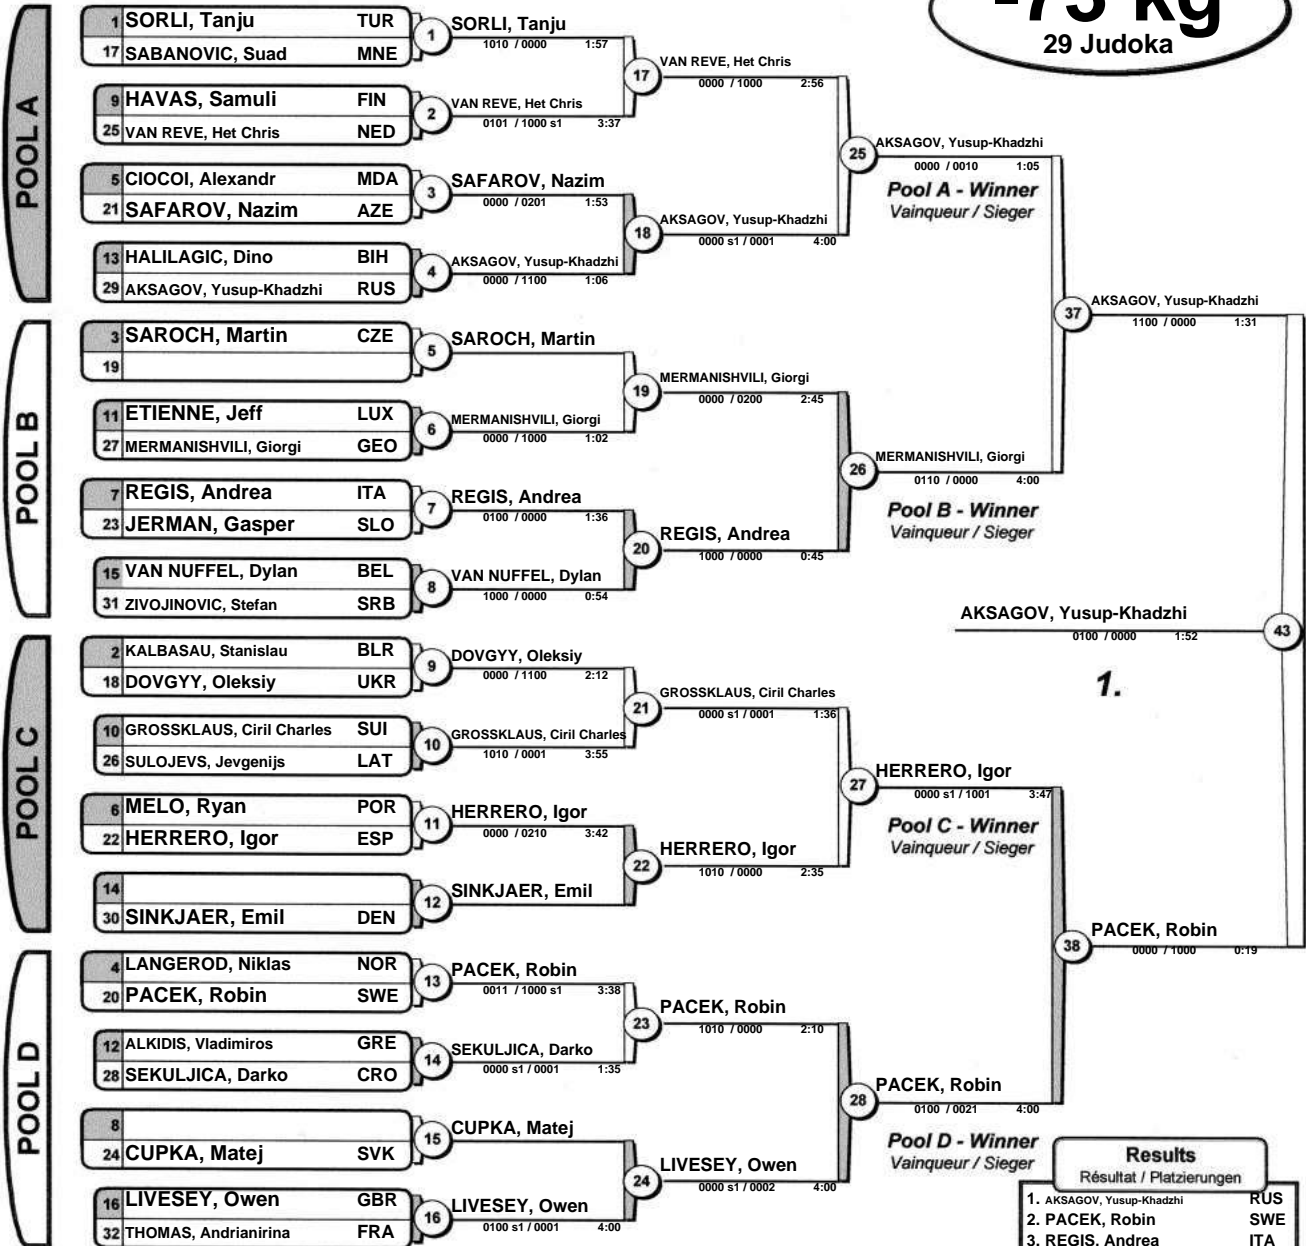 -73 kg
29 Judoka
POOL A
1 SORLI, Tanju TUR
17 SABANOVIC, Suad MNE
9 HAVAS, Samuli FIN
25 VAN REVE, Het Chris NED
5 CIOCOI, Alexandr MDA
21 SAFAROV, Nazim AZE
13 HALILAGIC, Dino BIH
29 AKSAGOV, Yusup-Khadzhi RUS
POOL B
3 SAROCH, Martin CZE
19
11 ETIENNE, Jeff LUX
27 MERMANISHVILI, Giorgi GEO
7 REGIS, Andrea ITA
23 JERMAN, Gasper SLO
15 VAN NUFFEL, Dylan BEL
31 ZIVOJINOVIC, Stefan SRB
POOL C
2 KALBASAU, Stanislau BLR
18 DOVGYY, Oleksiy UKR
10 GROSSKLAUS, Ciril Charles SUI
26 SULOJEVS, Jevgenijs LAT
6 MELO, Ryan POR
22 HERRERO, Igor ESP
14
30 SINKJAER, Emil DEN
POOL D
4 LANGEROD, Niklas NOR
20 PACEK, Robin SWE
12 ALKIDIS, Vladimiros GRE
28 SEKULJICA, Darko CRO
8
24 CUPKA, Matej SVK
16 LIVESEY, Owen GBR
32 THOMAS, Andrianirina FRA
1 SORLI, Tanju
1010 / 0000 1:57
2 VAN REVE, Het Chris
0101 / 1000 s1 3:37
3 SAFAROV, Nazim
0000 / 0201 1:53
4 AKSAGOV, Yusup-Khadzhi
0000 / 1100 1:06
5 SAROCH, Martin
6 MERMANISHVILI, Giorgi
0000 / 1000 1:02
7 REGIS, Andrea
0100 / 0000 1:36
8 VAN NUFFEL, Dylan
1000 / 0000 0:54
9 DOVGYY, Oleksiy
0000 / 1100 2:12
10 GROSSKLAUS, Ciril Charles
1010 / 0001 3:55
11 HERRERO, Igor
0000 / 0210 3:42
12 SINKJAER, Emil
13 PACEK, Robin
0011 / 1000 s1 3:38
14 SEKULJICA, Darko
0000 s1 / 0001 1:35
15 CUPKA, Matej
16 LIVESEY, Owen
0100 s1 / 0001 4:00
17 VAN REVE, Het Chris
0000 / 1000 2:56
18 AKSAGOV, Yusup-Khadzhi
0000 s1 / 0001 4:00
19 MERMANISHVILI, Giorgi
0000 / 0200 2:45
20 REGIS, Andrea
1000 / 0000 0:45
21 GROSSKLAUS, Ciril Charles
0000 s1 / 0001 1:36
22 HERRERO, Igor
1010 / 0000 2:35
23 PACEK, Robin
1010 / 0000 2:10
24 LIVESEY, Owen
0000 s1 / 0002 4:00
25 AKSAGOV, Yusup-Khadzhi
0000 / 0010 1:05
Pool A - Winner
Vainqueur / Sieger
26 MERMANISHVILI, Giorgi
0110 / 0000 4:00
Pool B - Winner
Vainqueur / Sieger
27 HERRERO, Igor
0000 s1 / 1001 3:47
Pool C - Winner
Vainqueur / Sieger
28 PACEK, Robin
0100 / 0021 4:00
Pool D - Winner
Vainqueur / Sieger
37 AKSAGOV, Yusup-Khadzhi
1100 / 0000 1:31
38 PACEK, Robin
0000 / 1000 0:19
AKSAGOV, Yusup-Khadzhi 43
0100 / 0000 1:52
1.
Results
Résultat / Platzierungen
1. AKSAGOV, Yusup-Khadzhi RUS
2. PACEK, Robin SWE
3. REGIS, Andrea ITA